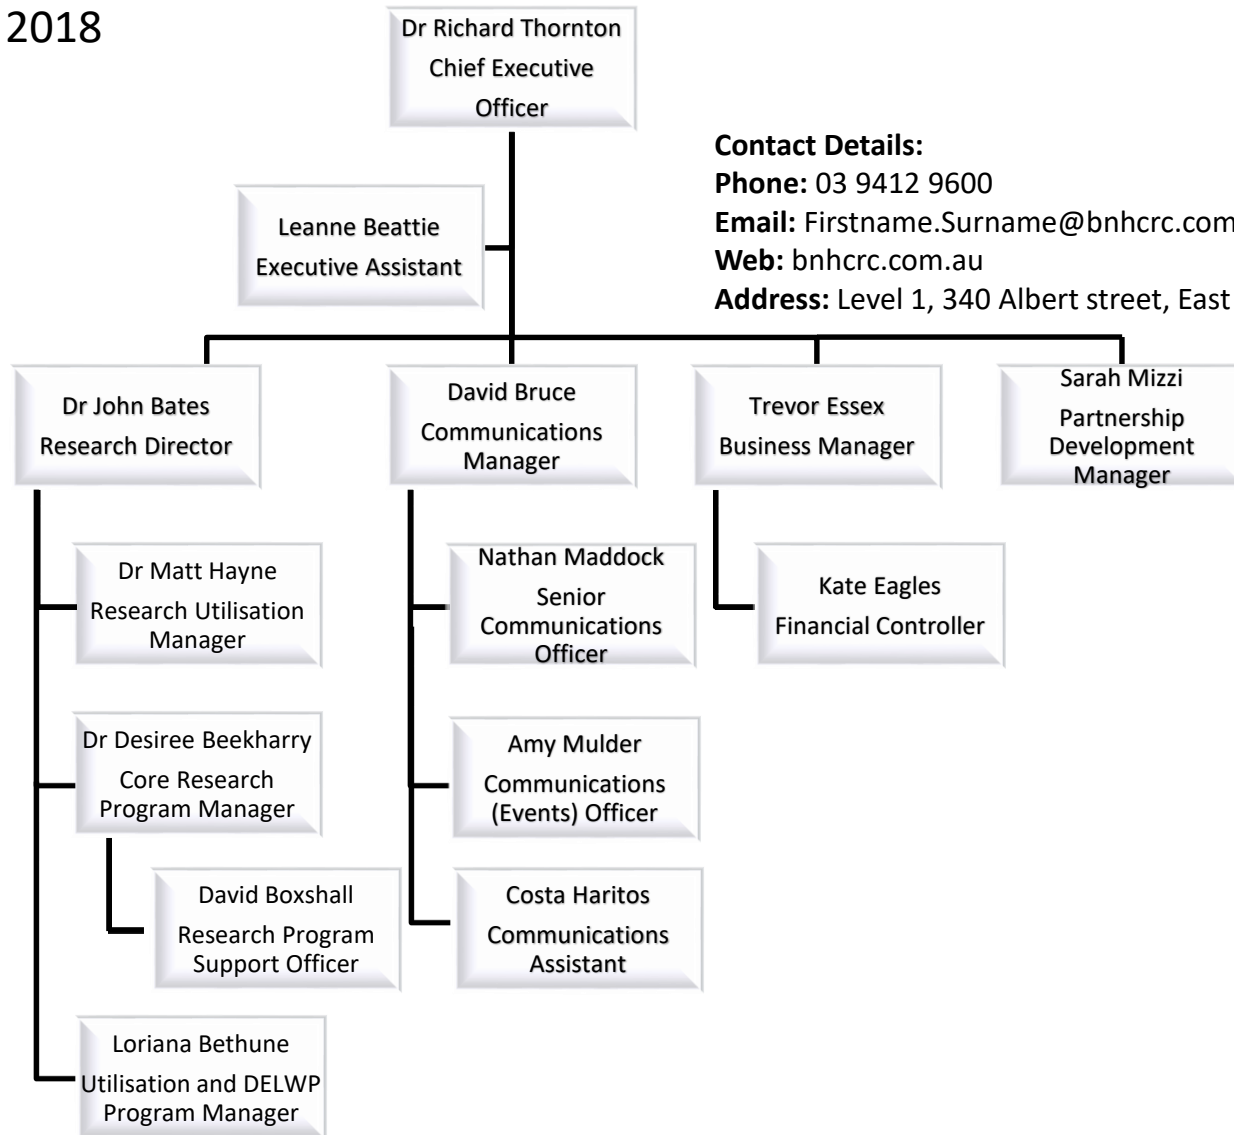 2018
Dr Richard Thornton
Chief Executive
Officer
Contact Details:
Phone: 03 9412 9600
Email: Firstname.Surname@bnhcrc.com
Web: bnhcrc.com.au
Address: Level 1, 340 Albert street, East
Leanne Beattie
Executive Assistant
Dr John Bates
Research Director
David Bruce
Communications
Manager
Trevor Essex
Business Manager
Sarah Mizzi
Partnership
Development
Manager
Dr Matt Hayne
Research Utilisation
Manager
Nathan Maddock
Senior
Communications
Officer
Kate Eagles
Financial Controller
Dr Desiree Beekharry
Core Research
Program Manager
Amy Mulder
Communications
(Events) Officer
David Boxshall
Research Program
Support Officer
Costa Haritos
Communications
Assistant
Loriana Bethune
Utilisation and DELWP
Program Manager